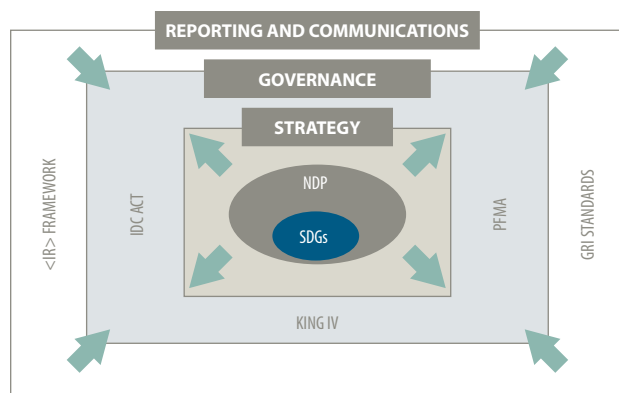 REPORTING AND COMMUNICATIONS
GOVERNANCE
STRATEGY
NDP
SDGs
<IR> FRAMEWORK
IDC ACT
PFMA
GRI STANDARDS
KING IV